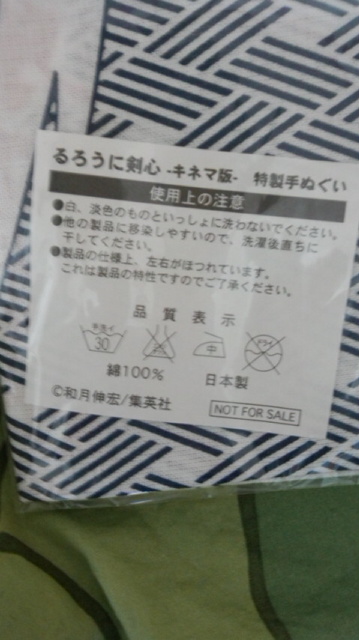 るろうに剣心 -キネマ版- 特製手ぬぐい
使用上の注意
●白、淡色のものといっしょに洗わないでください。
●他の製品に移染しやすいので、洗濯後直ちに
干してください。
●製品の仕様上、左右がほつれています。
これは製品の特性ですのでご了承ください。
品質表示
手洗イ 30 中 ドライ
綿100% 日本製
©和月伸宏/集英社 NOT FOR SALE